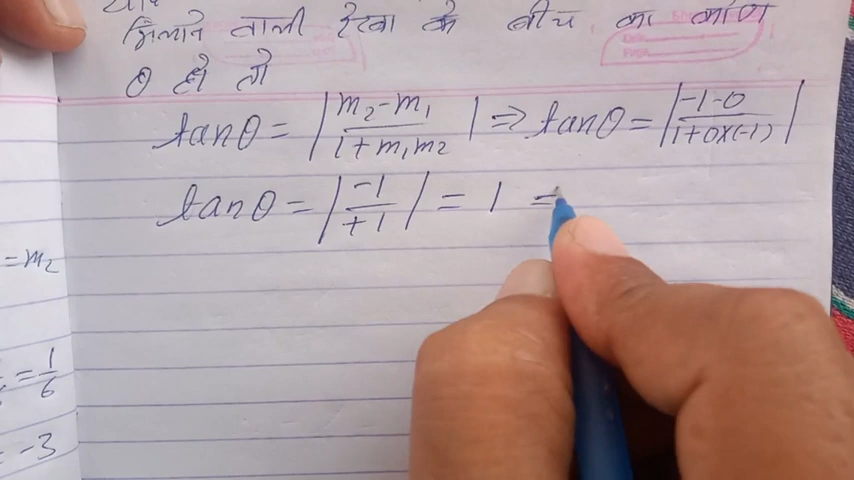 मिलाने वाली रेखा के बीच का कोण
θ हो तो
tanθ = |m₂-m₁/1+m₁m₂| ⇒ tanθ = |-1-0/1+0×(-1)|
tanθ = |-1/+1| = 1 =
=m₂
=1/6
= -3